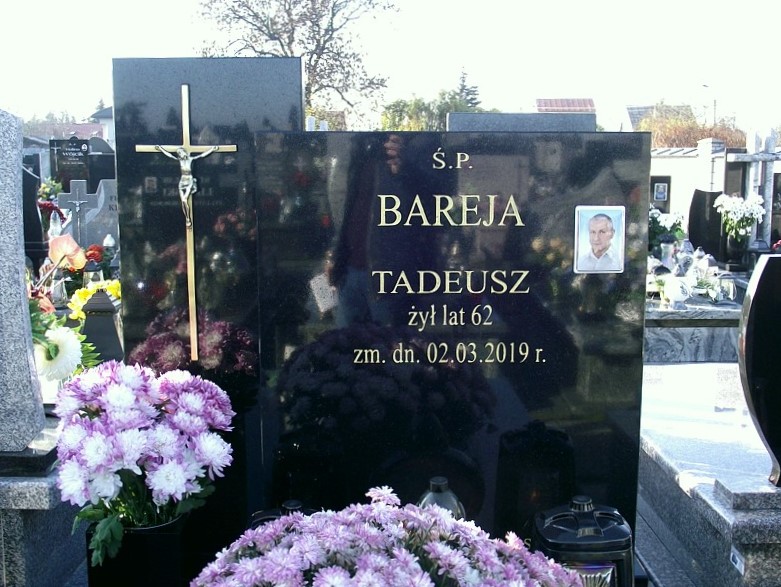 Ś.P.
BAREJA
TADEUSZ
żył lat 62
zm. dn. 02.03.2019 r.